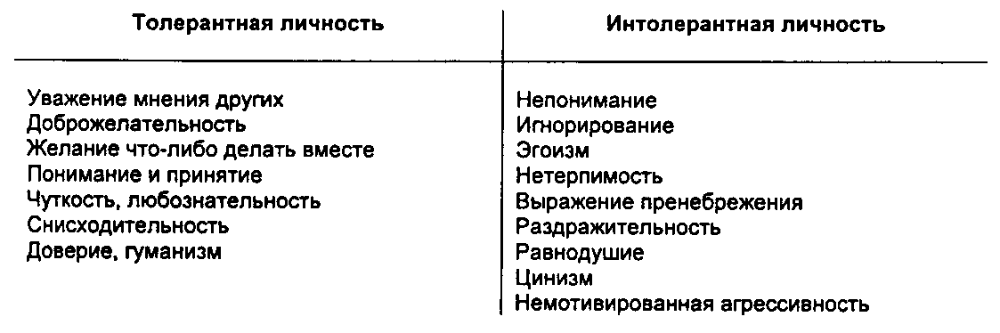 Толерантная личность
Интолерантная личность
Уважение мнения других
Доброжелательность
Желание что-либо делать вместе
Понимание и принятие
Чуткость, любознательность
Снисходительность
Доверие, гуманизм
Непонимание
Игнорирование
Эгоизм
Нетерпимость
Выражение пренебрежения
Раздражительность
Равнодушие
Цинизм
Немотивированная агрессивность